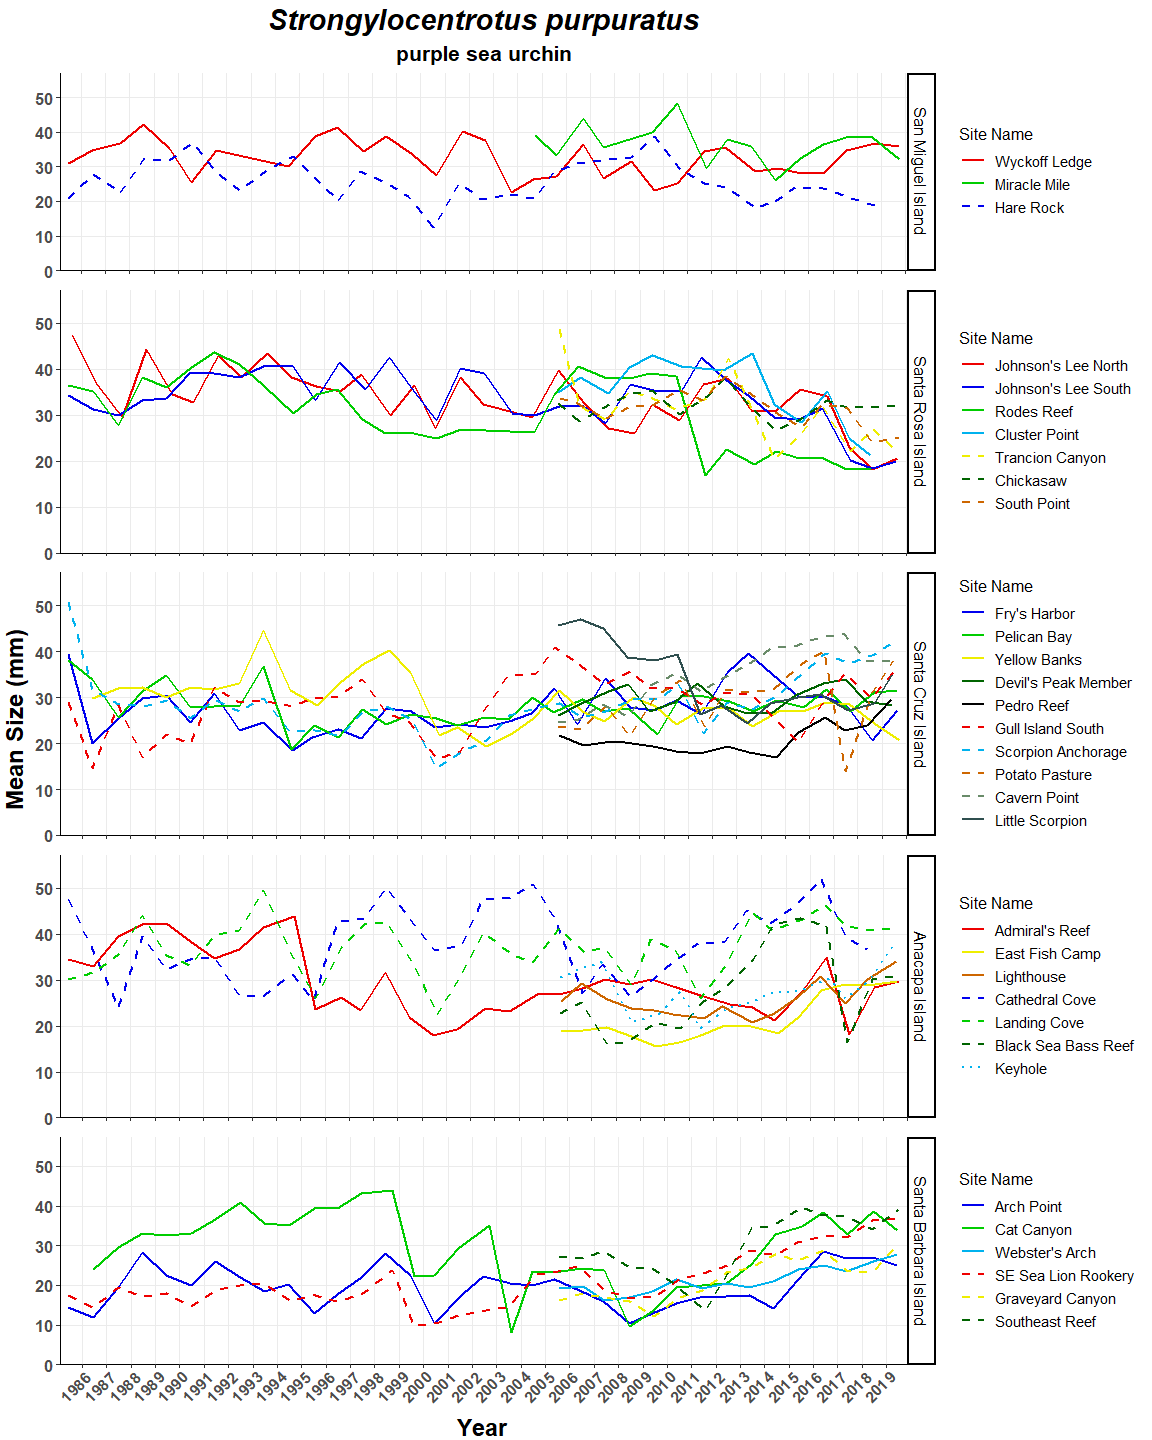 Strongylocentrotus purpuratus
purple sea urchin
50
40
30
20
10
0
San Miguel Island
Site Name
Wyckoff Ledge
Miracle Mile
Hare Rock
50
40
30
20
10
0
Santa Rosa Island
Site Name
Johnson's Lee North
Johnson's Lee South
Rodes Reef
Cluster Point
Trancion Canyon
Chickasaw
South Point
Mean Size (mm)
50
40
30
20
10
0
Santa Cruz Island
Site Name
Fry's Harbor
Pelican Bay
Yellow Banks
Devil's Peak Member
Pedro Reef
Gull Island South
Scorpion Anchorage
Potato Pasture
Cavern Point
Little Scorpion
50
40
30
20
10
0
Anacapa Island
Site Name
Admiral's Reef
East Fish Camp
Lighthouse
Cathedral Cove
Landing Cove
Black Sea Bass Reef
Keyhole
50
40
30
20
10
0
Santa Barbara Island
Site Name
Arch Point
Cat Canyon
Webster's Arch
SE Sea Lion Rookery
Graveyard Canyon
Southeast Reef
1986 1987 1988 1989 1990 1991 1992 1993 1994 1995 1996 1997 1998 1999 2000 2001 2002 2003 2004 2005 2006 2007 2008 2009 2010 2011 2012 2013 2014 2015 2016 2017 2018 2019
Year